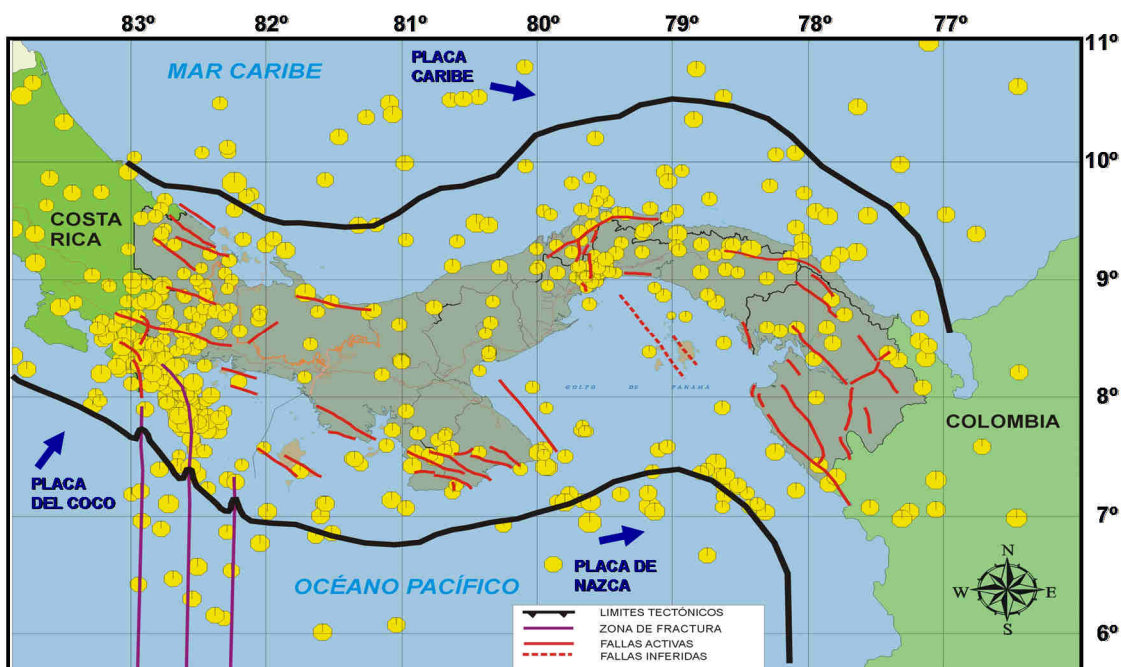 83º 82º 81º 80º 79º 78º 77º
11º
MAR CARIBE
PLACA
CARIBE
10º
COSTA
RICA
9º
GOLFO DE PANAMÁ
8º
COLOMBIA
PLACA
DEL COCO
7º
OCÉANO PACÍFICO
PLACA DE
NAZCA
N
W E
S
LIMITES TECTÓNICOS
ZONA DE FRACTURA
FALLAS ACTIVAS
FALLAS INFERIDAS
6º